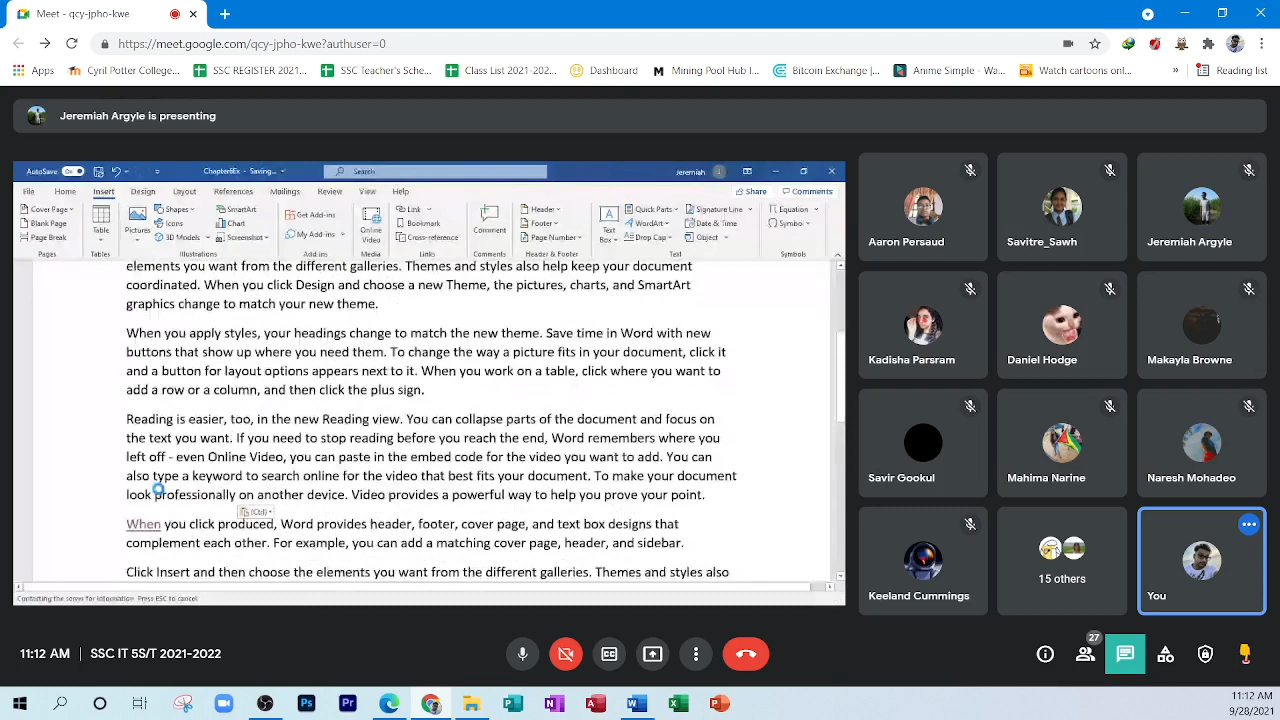 Meet - qcy-jpho-kwe
https://meet.google.com/qcy-jpho-kwe?authuser=0
Apps Cyril Potter College... SSC REGISTER 2021... SSC Teacher's Sche... Class List 2021-202... Dashboard Mining Pool Hub I... Bitcoin Exchange |... Anime Simple - Wa... Watch cartoons onl... » Reading list
Jeremiah Argyle is presenting
AutoSave On Chapter6Ex - Saving... Search Jeremiah
File Home Insert Design Layout References Mailings Review View Help Share Comments
Cover Page Table Pictures Shapes SmartArt Get Add-ins Online Video Link Comment Header Text Box Quick Parts Signature Line Equation
Blank Page Icons Chart Bookmark Footer WordArt Date & Time Symbol
Page Break 3D Models Screenshot My Add-ins Cross-reference Page Number Drop Cap Object
Pages Tables Illustrations Add-ins Media Links Comments Header & Footer Text Symbols
elements you want from the different galleries. Themes and styles also help keep your document
coordinated. When you click Design and choose a new Theme, the pictures, charts, and SmartArt
graphics change to match your new theme.
When you apply styles, your headings change to match the new theme. Save time in Word with new
buttons that show up where you need them. To change the way a picture fits in your document, click it
and a button for layout options appears next to it. When you work on a table, click where you want to
add a row or a column, and then click the plus sign.
Reading is easier, too, in the new Reading view. You can collapse parts of the document and focus on
the text you want. If you need to stop reading before you reach the end, Word remembers where you
left off - even Online Video, you can paste in the embed code for the video you want to add. You can
also type a keyword to search online for the video that best fits your document. To make your document
look professionally on another device. Video provides a powerful way to help you prove your point.
(Ctrl)
When you click produced, Word provides header, footer, cover page, and text box designs that
complement each other. For example, you can add a matching cover page, header, and sidebar.
Click Insert and then choose the elements you want from the different galleries. Themes and styles also
Contacting the server for information. Press ESC to cancel
Aaron Persaud
Savitre_Sawh
Jeremiah Argyle
Kadisha Parsram
Daniel Hodge
Makayla Browne
Savir Gookul
Mahima Narine
Naresh Mohadeo
Keeland Cummings
15 others
You
11:12 AM | SSC IT 5S/T 2021-2022
27
11:12 AM
9/28/2021